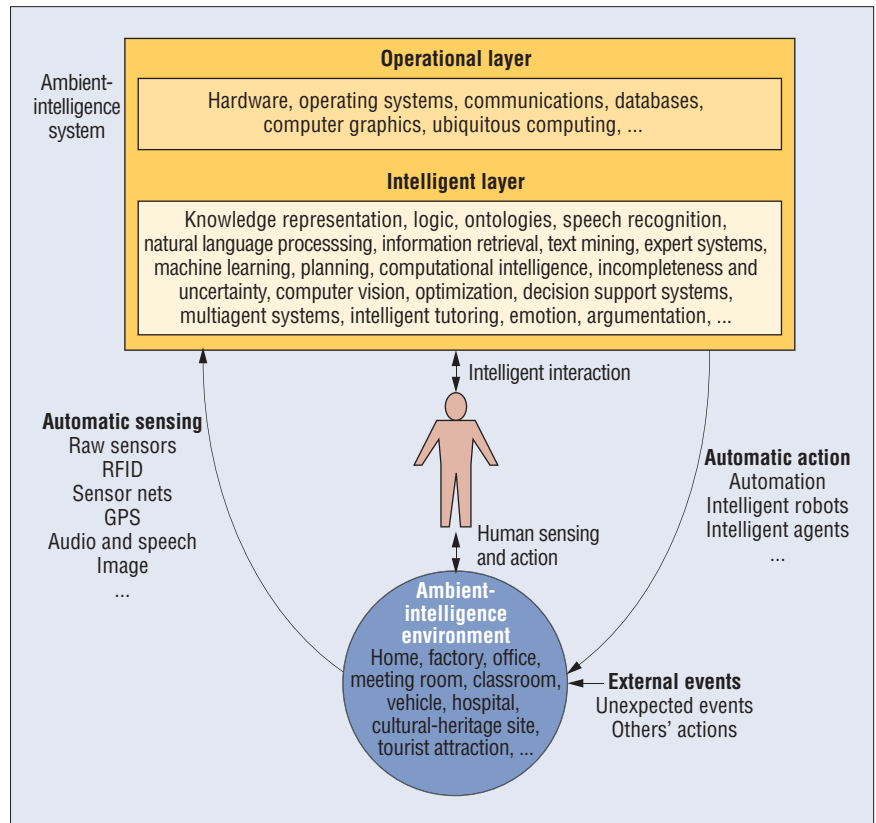 Ambient-
intelligence
system
Operational layer
Hardware, operating systems, communications, databases,
computer graphics, ubiquitous computing, ...
Intelligent layer
Knowledge representation, logic, ontologies, speech recognition,
natural language processsing, information retrieval, text mining, expert systems,
machine learning, planning, computational intelligence, incompleteness and
uncertainty, computer vision, optimization, decision support systems,
multiagent systems, intelligent tutoring, emotion, argumentation, ...
Intelligent interaction
Automatic sensing
Raw sensors
RFID
Sensor nets
GPS
Audio and speech
Image
...
Automatic action
Automation
Intelligent robots
Intelligent agents
...
Human sensing
and action
Ambient-
intelligence
environment
Home, factory, office,
meeting room, classroom,
vehicle, hospital,
cultural-heritage site,
tourist attraction, ...
External events
Unexpected events
Others’ actions